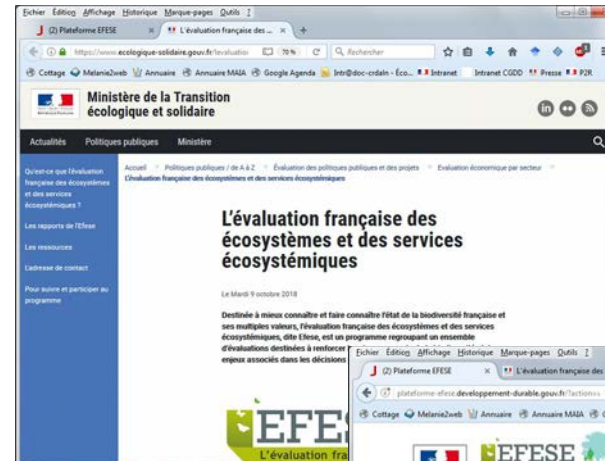 Fichier Édition Affichage Historique Marque-pages Outils ?
(2) Plateforme EFESE × L'évaluation française des ... × +
https://www.ecologique-solidaire.gouv.fr/levaluatio 70 % Rechercher
Cottage Melanie2web Annuaire Annuaire MAIA Google Agenda Intranet Intranet CGDD Presse P2R
Ministère de la Transition
écologique et solidaire
Actualités Politiques publiques Ministère
Qu'est-ce que l'évaluation
française des écosystèmes
et des services
écosystémiques ?
Les rapports de l'Efese
Les ressources
L'adresse de contact
Pour suivre et participer au
programme
Accueil Politiques publiques / de A à Z Évaluation des politiques publiques et des projets Evaluation économique par secteur
L'évaluation française des écosystèmes et des services écosystémiques
L'évaluation française des
écosystèmes et des services
écosystémiques
Le Mardi 9 octobre 2018
Destinée à mieux connaître et faire connaître l'état de la biodiversité française et
ses multiples valeurs, l'évaluation française des écosystèmes et des services
écosystémiques, dite Efese, est un programme regroupant un ensemble
d'évaluations destinées à renforcer
enjeux associés dans les décisions
EFESE
L'évaluation fra
Fichier Édition Affichage Historique Marque-pages Outils ?
(2) Plateforme EFESE × L'évaluation française des
plateforme-efese.developpement-durable.gouv.fr/?action=
Cottage Melanie2web Annuaire Annuaire MAIA
EFESE